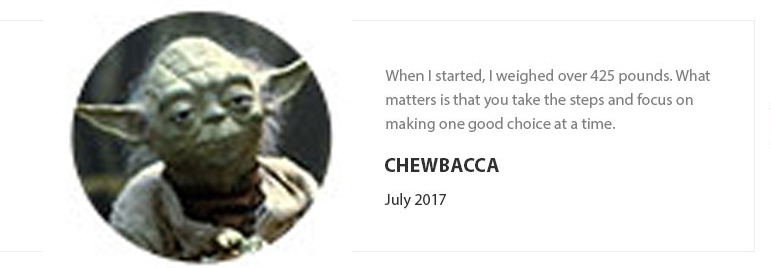 When I started, I weighed over 425 pounds. What
matters is that you take the steps and focus on
making one good choice at a time.
CHEWBACCA
July 2017